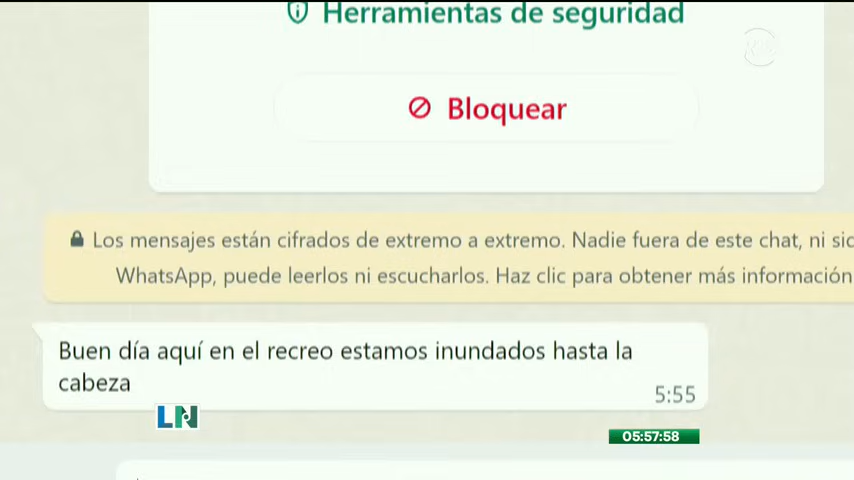 Herramientas de seguridad
Bloquear
Los mensajes están cifrados de extremo a extremo. Nadie fuera de este chat, ni
WhatsApp, puede leerlos ni escucharlos. Haz clic para obtener más información
Buen día aquí en el recreo estamos inundados hasta la
cabeza
5:55
LN
05:57:58